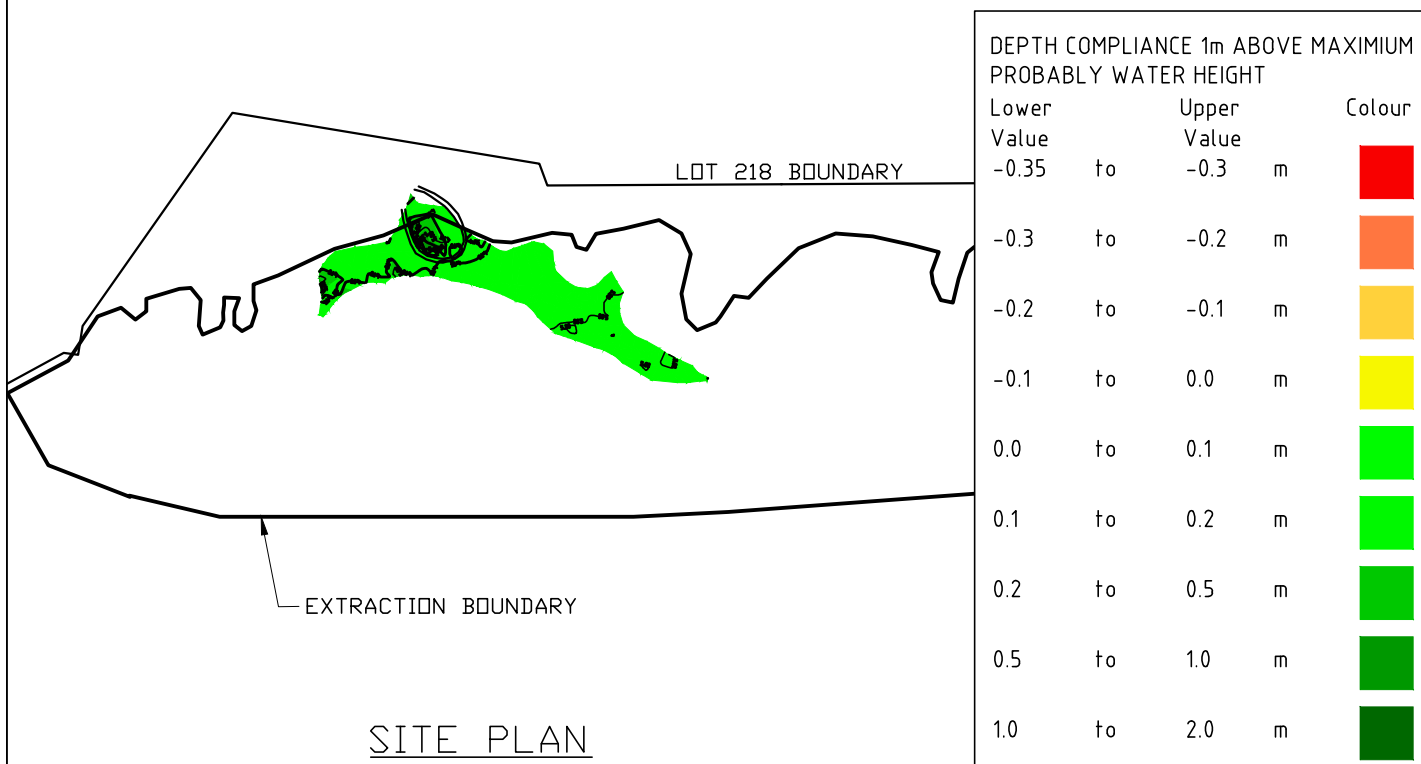 LOT 218 BOUNDARY
EXTRACTION BOUNDARY
SITE PLAN
DEPTH COMPLIANCE 1m ABOVE MAXIMIUM
PROBABLY WATER HEIGHT
Lower Upper Colour
Value Value
-0.35 to -0.3 m
-0.3 to -0.2 m
-0.2 to -0.1 m
-0.1 to 0.0 m
0.0 to 0.1 m
0.1 to 0.2 m
0.2 to 0.5 m
0.5 to 1.0 m
1.0 to 2.0 m